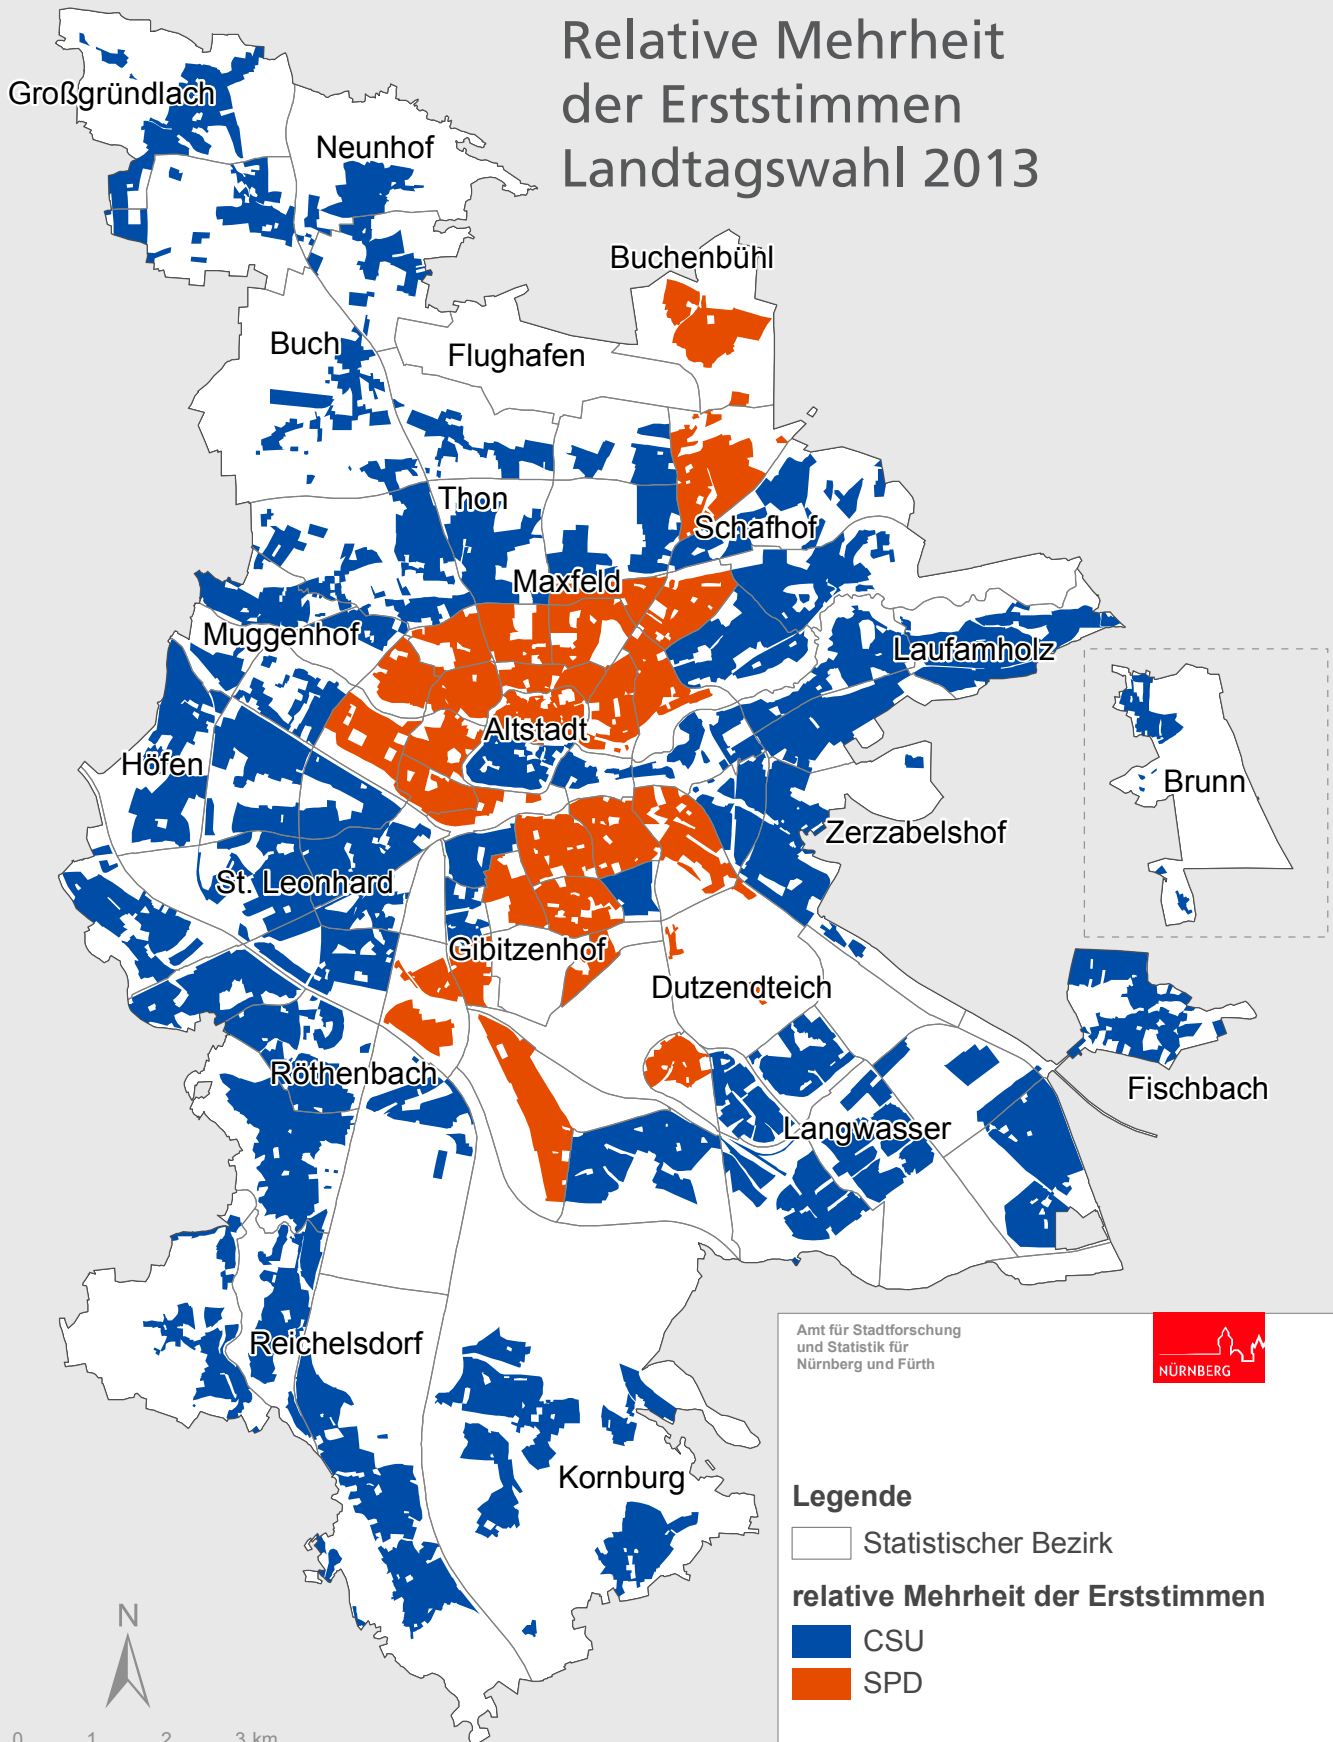 Relative Mehrheit
der Erststimmen
Landtagswahl 2013
Großgründlach
Neunhof
Buchenbühl
Buch
Flughafen
Thon
Schafhof
Maxfeld
Muggenhof
Laufamholz
Altstadt
Höfen
Brunn
Zerzabelshof
St. Leonhard
Gibitzenhof
Dutzendteich
Röthenbach
Fischbach
Langwasser
Reichelsdorf
Kornburg
Amt für Stadtforschung
und Statistik für
Nürnberg und Fürth
NÜRNBERG
Legende
Statistischer Bezirk
relative Mehrheit der Erststimmen
CSU
SPD
N
0 1 2 3 km